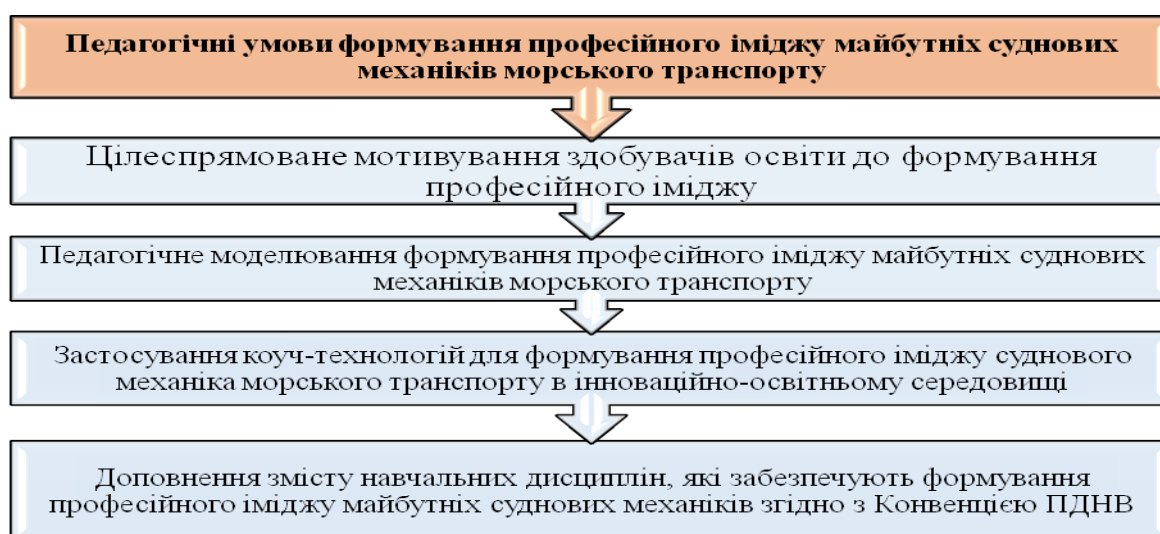 Педагогічні умови формування професійного іміджу майбутніх суднових
механіків морського транспорту
Цілеспрямоване мотивування здобувачів освіти до формування
професійного іміджу
Педагогічне моделювання формування професійного іміджу майбутніх суднових
механіків морського транспорту
Застосування коуч-технологій для формування професійного іміджу суднового
механіка морського транспорту в інноваційно-освітньому середовищі
Доповнення змісту навчальних дисциплін, які забезпечують формування
професійного іміджу майбутніх суднових механіків згідно з Конвенцією ПДНВ